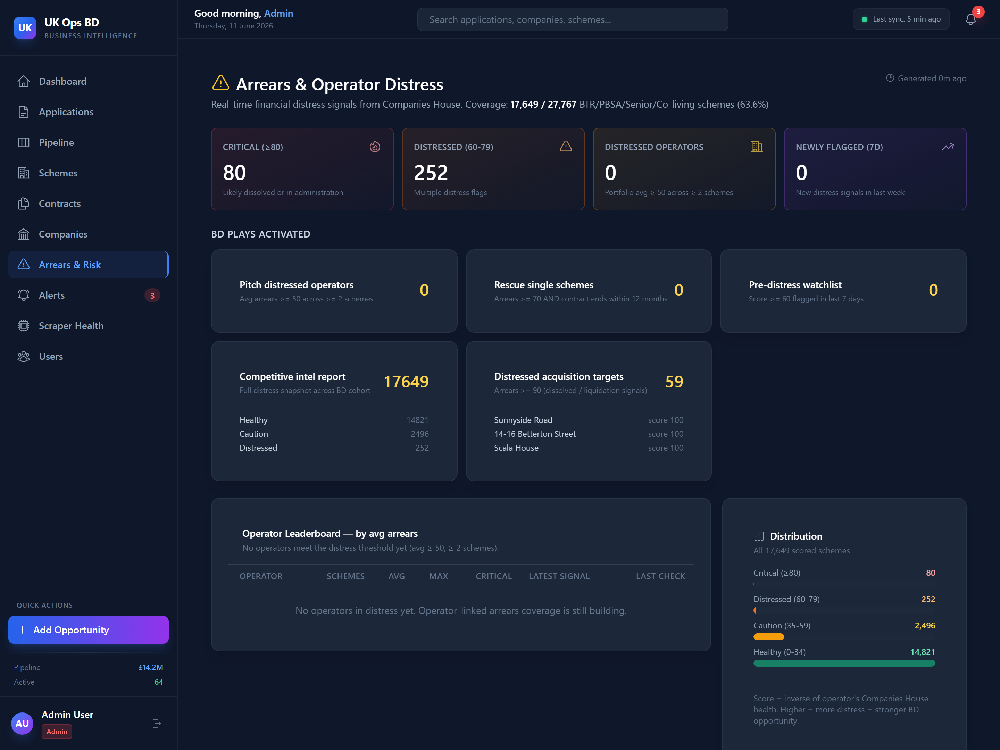 UK
UK Ops BD
BUSINESS INTELLIGENCE
Dashboard
Applications
Pipeline
Schemes
Contracts
Companies
Arrears & Risk
Alerts
3
Scraper Health
Users
QUICK ACTIONS
Add Opportunity
Pipeline £14.2M
Active 64
AU
Admin User
Admin
Good morning, Admin
Thursday, 11 June 2026
Search applications, companies, schemes...
Last sync: 5 min ago
3
Arrears & Operator Distress
Generated 0m ago
Real-time financial distress signals from Companies House. Coverage: 17,649 / 27,767 BTR/PBSA/Senior/Co-living schemes (63.6%)
CRITICAL (≥80)
80
Likely dissolved or in administration
DISTRESSED (60-79)
252
Multiple distress flags
DISTRESSED OPERATORS
0
Portfolio avg ≥ 50 across ≥ 2 schemes
NEWLY FLAGGED (7D)
0
New distress signals in last week
BD PLAYS ACTIVATED
Pitch distressed operators
Avg arrears >= 50 across >= 2 schemes
0
Rescue single schemes
Arrears >= 70 AND contract ends within 12 months
0
Pre-distress watchlist
Score >= 60 flagged in last 7 days
0
Competitive intel report
Full distress snapshot across BD cohort
17649
Healthy 14821
Caution 2496
Distressed 252
Distressed acquisition targets
Arrears >= 90 (dissolved / liquidation signals)
59
Sunnyside Road score 100
14-16 Betterton Street score 100
Scala House score 100
Operator Leaderboard — by avg arrears
No operators meet the distress threshold yet (avg ≥ 50, ≥ 2 schemes).
OPERATOR SCHEMES AVG MAX CRITICAL LATEST SIGNAL LAST CHECK
No operators in distress yet. Operator-linked arrears coverage is still building.
Distribution
All 17,649 scored schemes
Critical (≥80) 80
Distressed (60-79) 252
Caution (35-59) 2,496
Healthy (0-34) 14,821
Score = inverse of operator's Companies House
health. Higher = more distress = stronger BD
opportunity.